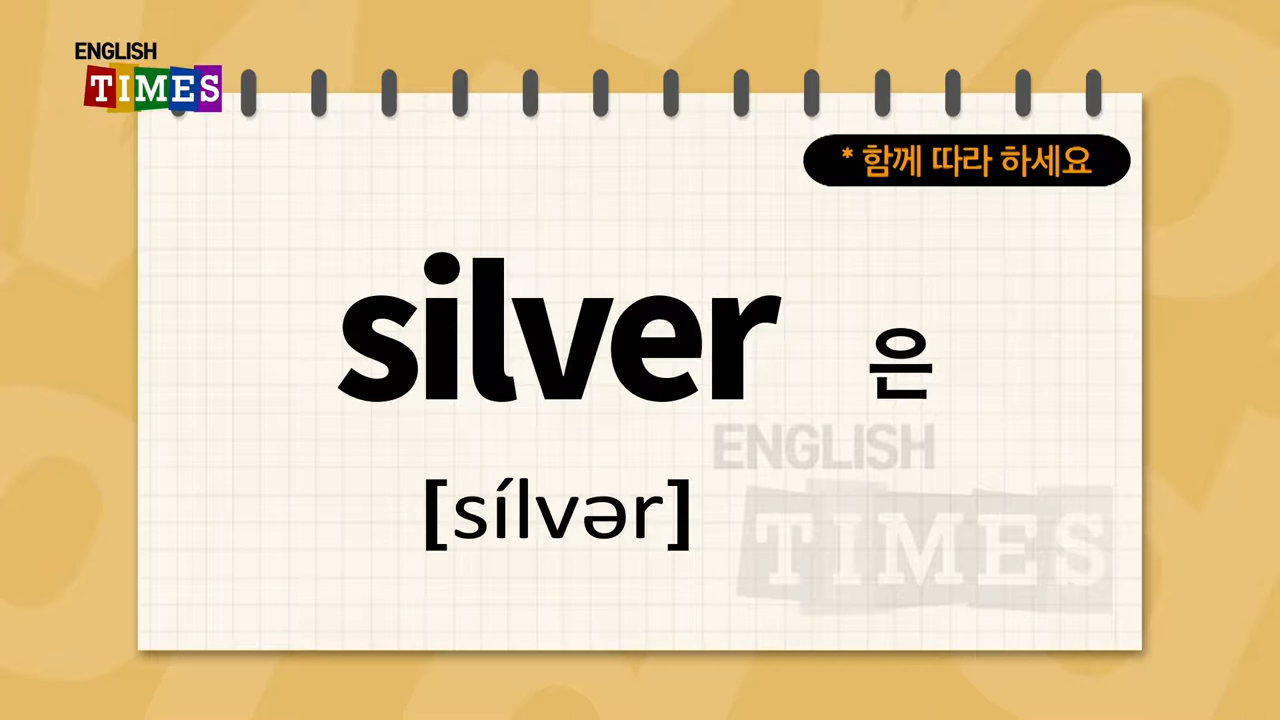 ENGLISH
TIMES
* 함께 따라 하세요
silver 은
[sílvər]
ENGLISH
TIMES